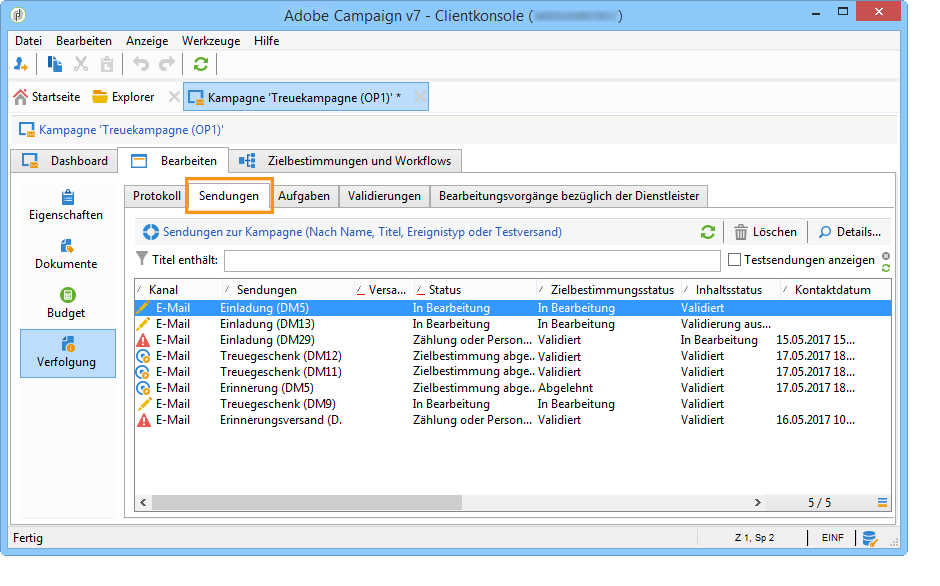 Adobe Campaign v7 - Clientkonsole ( )
Datei Bearbeiten Anzeige Werkzeuge Hilfe
Startseite Explorer Kampagne 'Treuekampagne (OP1)' *
Kampagne 'Treuekampagne (OP1)'
Dashboard Bearbeiten Zielbestimmungen und Workflows
Eigenschaften
Dokumente
Budget
Verfolgung
Protokoll Sendungen Aufgaben Validierungen Bearbeitungsvorgänge bezüglich der Dienstleister
Sendungen zur Kampagne (Nach Name, Titel, Ereignistyp oder Testversand) Löschen Details...
Titel enthält: Testsendungen anzeigen
Kanal Sendungen Versa... Status Zielbestimmungsstatus Inhaltsstatus Kontaktdatum
E-Mail Einladung (DM5) In Bearbeitung In Bearbeitung Validiert
E-Mail Einladung (DM13) In Bearbeitung In Bearbeitung Validierung aus...
E-Mail Einladung (DM29) Zählung oder Person... Validiert In Bearbeitung 15.05.2017 15...
E-Mail Treuegeschenk (DM12) Zielbestimmung abge.. Validiert Validiert 17.05.2017 18...
E-Mail Treuegeschenk (DM11) Zielbestimmung abge.. Validiert Validiert 17.05.2017 18...
E-Mail Erinnerung (DM5) Zielbestimmung abge.. Abgelehnt Validiert 17.05.2017 18...
E-Mail Treuegeschenk (DM9) In Bearbeitung In Bearbeitung Validiert
E-Mail Erinnerungsversand (D. Zählung oder Person... Validiert Validiert 16.05.2017 10...
5 / 5
Fertig Z 1, Sp 2 EINF